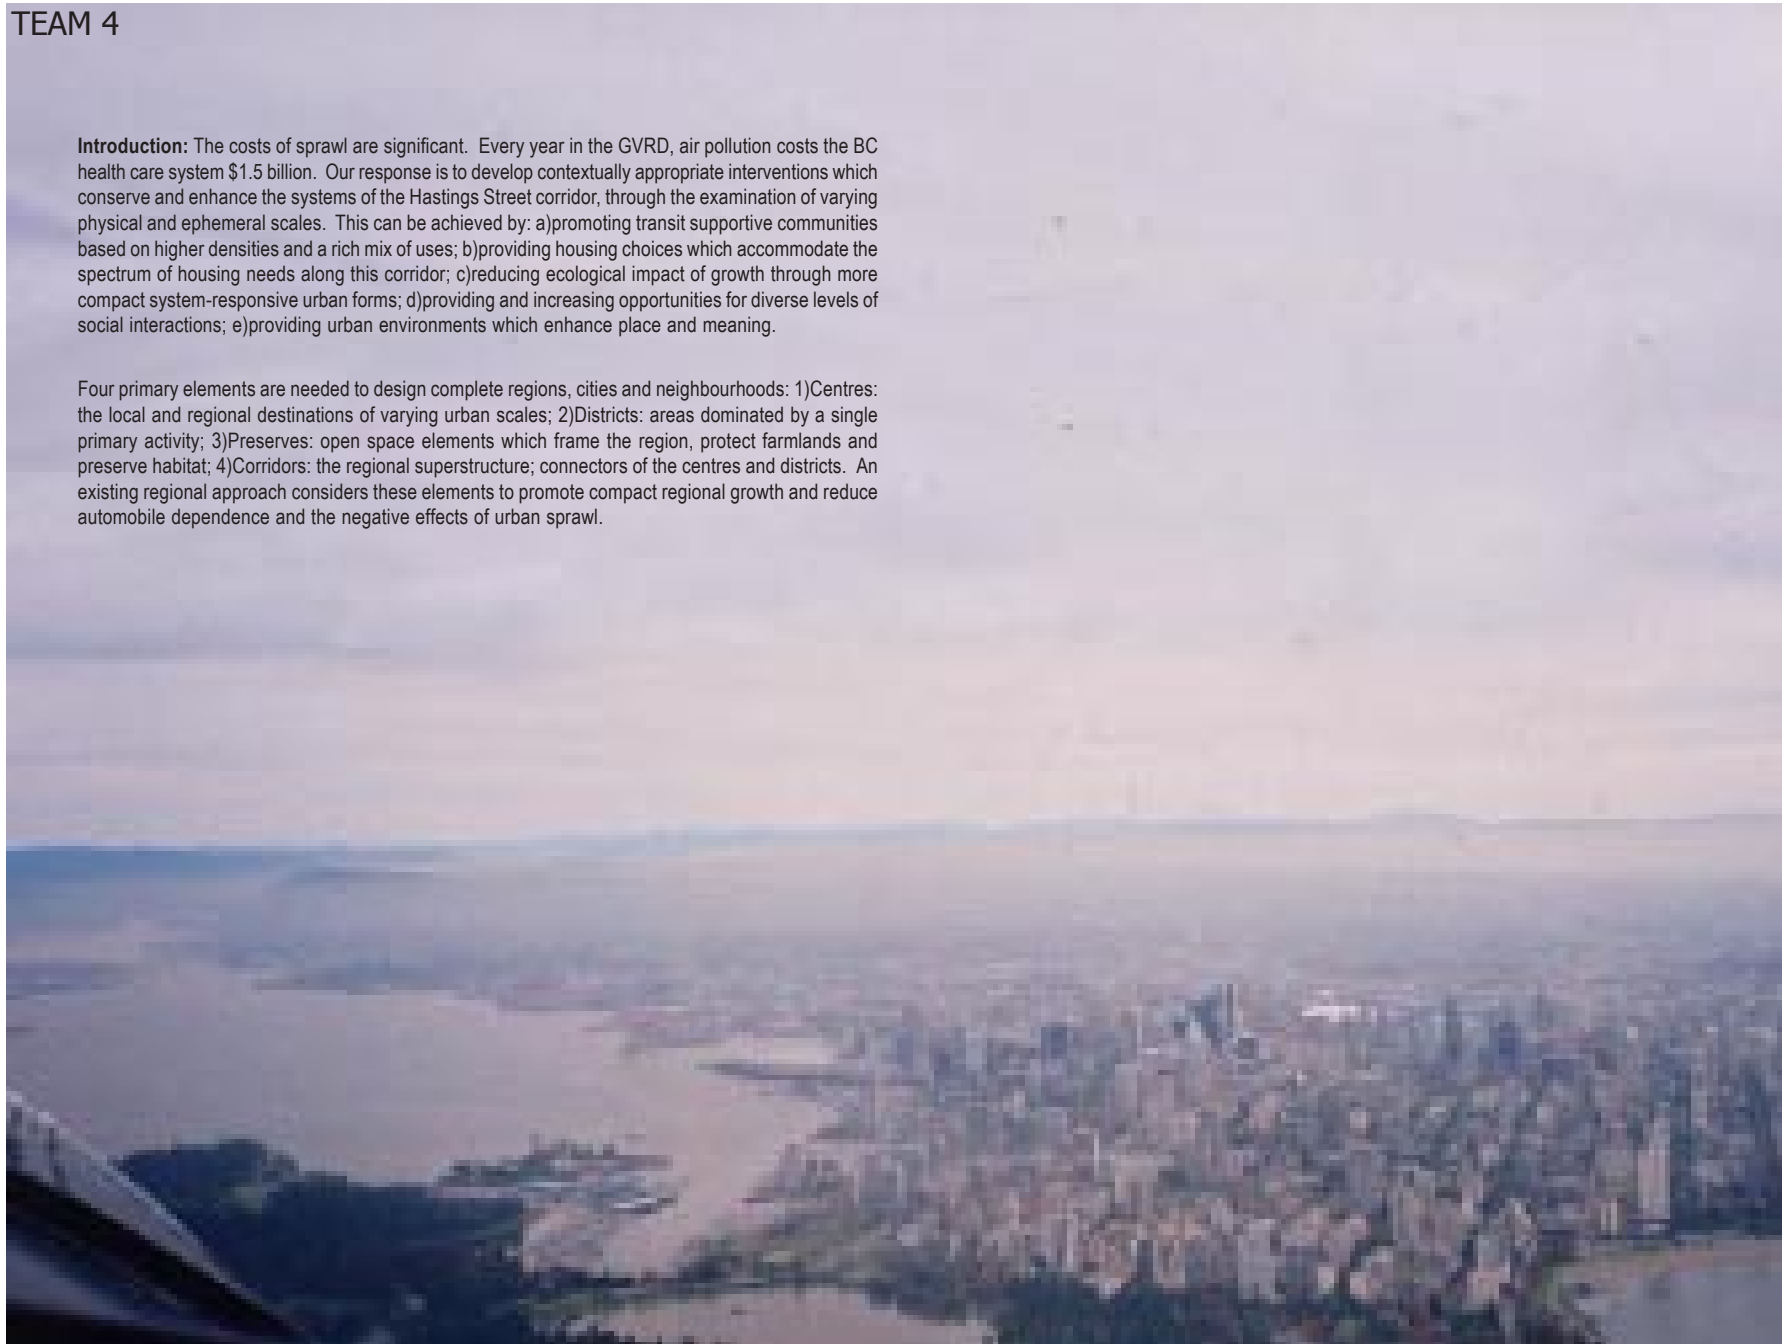 TEAM 4
Introduction: The costs of sprawl are significant.  Every year in the GVRD, air pollution costs the BC
health care system $1.5 billion.  Our response is to develop contextually appropriate interventions which
conserve and enhance the systems of the Hastings Street corridor, through the examination of varying
physical and ephemeral scales.  This can be achieved by: a)promoting transit supportive communities
based on higher densities and a rich mix of uses; b)providing housing choices which accommodate the
spectrum of housing needs along this corridor; c)reducing ecological impact of growth through more
compact system-responsive urban forms; d)providing and increasing opportunities for diverse levels of
social interactions; e)providing urban environments which enhance place and meaning.
Four primary elements are needed to design complete regions, cities and neighbourhoods: 1)Centres:
the local and regional destinations of varying urban scales; 2)Districts: areas dominated by a single
primary activity; 3)Preserves: open space elements which frame the region, protect farmlands and
preserve habitat; 4)Corridors: the regional superstructure; connectors of the centres and districts.  An
existing regional approach considers these elements to promote compact regional growth and reduce
automobile dependence and the negative effects of urban sprawl.